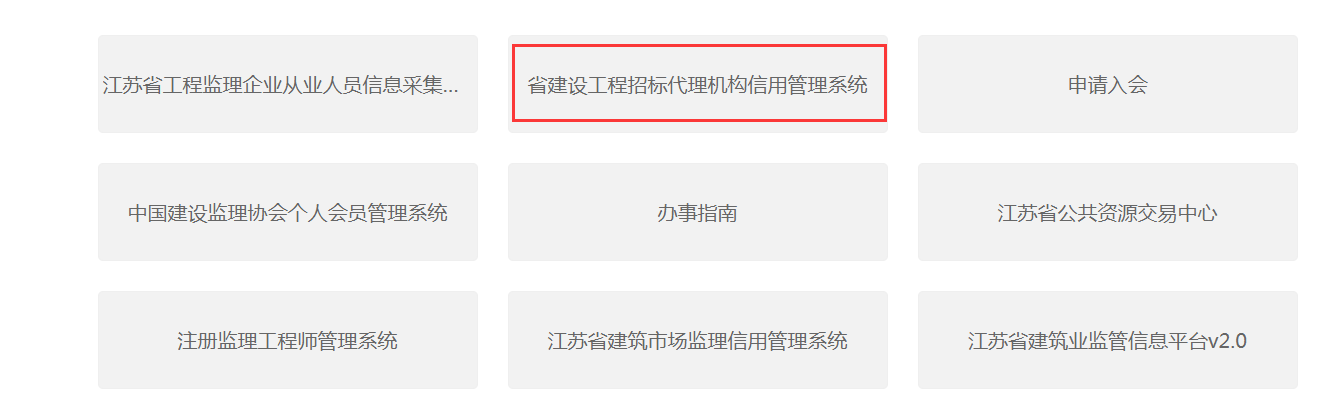 江苏省工程监理企业从业人员信息采集...
省建设工程招标代理机构信用管理系统
申请入会
中国建设监理协会个人会员管理系统
办事指南
江苏省公共资源交易中心
注册监理工程师管理系统
江苏省建筑市场监理信用管理系统
江苏省建筑业监管信息平台v2.0